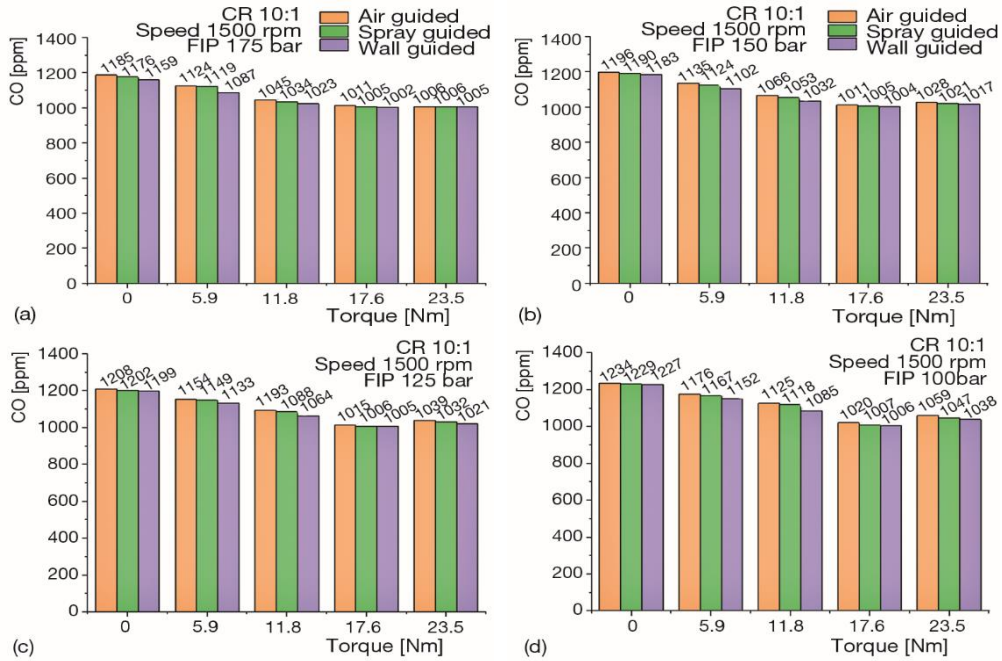 CR 10:1
Speed 1500 rpm
FIP 175 bar
Air guided
Spray guided
Wall guided
CO [ppm]
1400
1200
1000
800
600
400
200
0
1185 1176 1159 1124 1119 1087 1045 1034 1023 1011 1005 1002 1006 1006 1005
0 5.9 11.8 17.6 23.5
(a) Torque [Nm]
CR 10:1
Speed 1500 rpm
FIP 150 bar
Air guided
Spray guided
Wall guided
CO [ppm]
1400
1200
1000
800
600
400
200
0
1196 1190 1183 1135 1124 1102 1066 1053 1032 1011 1005 1004 1028 1021 1017
0 5.9 11.8 17.6 23.5
(b) Torque [Nm]
CR 10:1
Speed 1500 rpm
FIP 125 bar
CO [ppm]
1400
1200
1000
800
600
400
200
0
1208 1202 1199 1154 1149 1133 1193 1088 1064 1015 1006 1005 1039 1032 1021
0 5.9 11.8 17.6 23.5
(c) Torque [Nm]
CR 10:1
Speed 1500 rpm
FIP 100bar
CO [ppm]
1400
1200
1000
800
600
400
200
0
1234 1229 1227 1176 1167 1152 1125 1118 1085 1020 1007 1006 1059 1047 1038
0 5.9 11.8 17.6 23.5
(d) Torque [Nm]